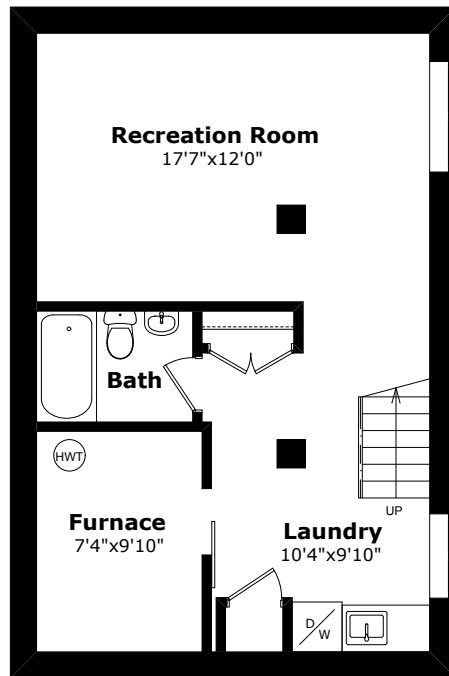 Recreation Room
17'7"x12'0"
Bath
HWT
UP
Furnace
7'4"x9'10"
Laundry
10'4"x9'10"
D/W